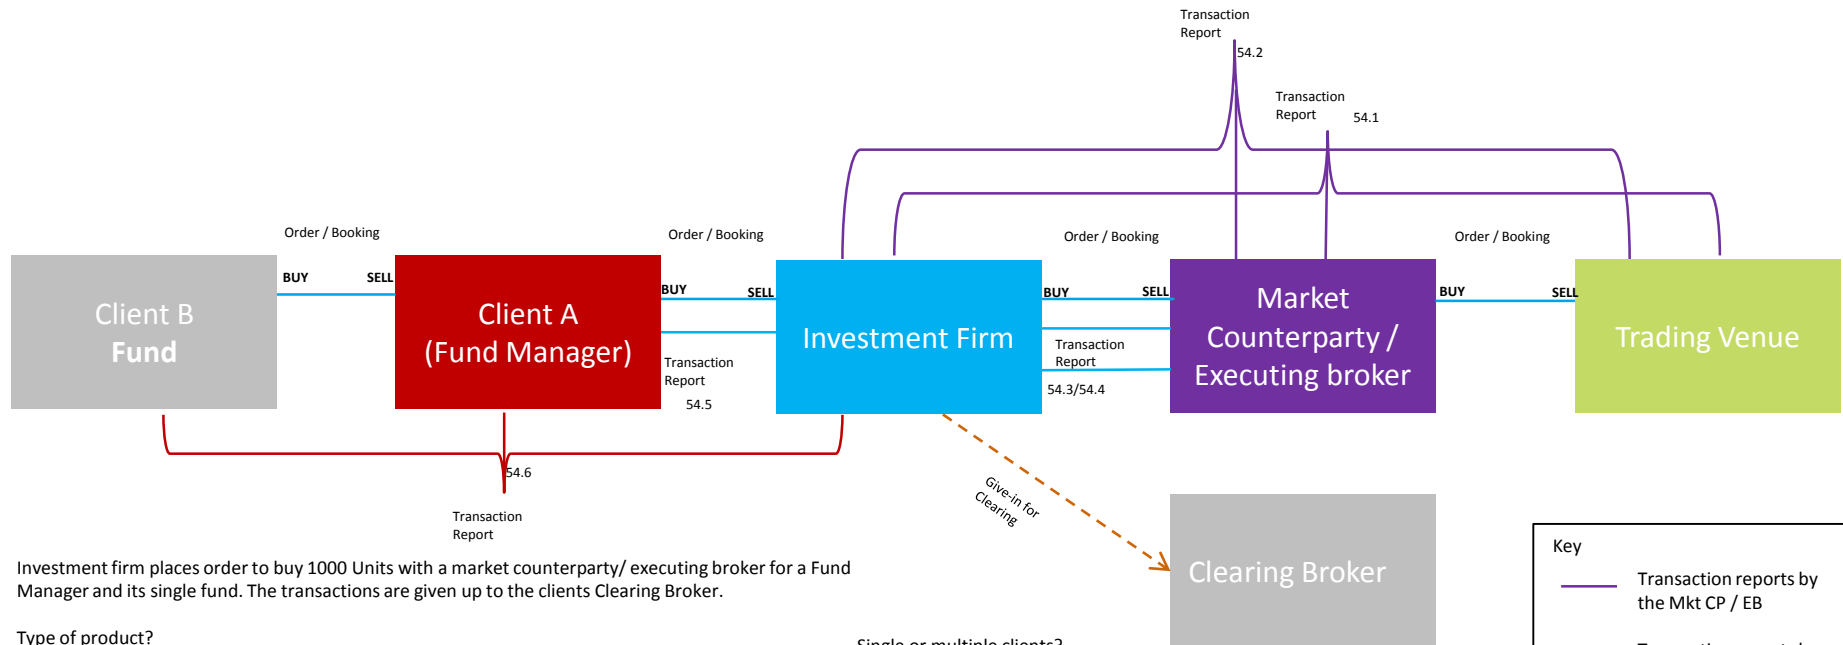 Transaction
Report
54.2
Transaction
Report
54.1
Order / Booking
Order / Booking
Order / Booking
Order / Booking
BUY SELL
BUY SELL
BUY SELL
BUY SELL
Client B
Fund
Client A
(Fund Manager)
Investment Firm
Market
Counterparty /
Executing broker
Trading Venue
Transaction
Report
54.5
Transaction
Report
54.3/54.4
54.6
Transaction
Report
Give-in for
Clearing
Clearing Broker
Investment firm places order to buy 1000 Units with a market counterparty/ executing broker for a Fund
Manager and its single fund. The transactions are given up to the clients Clearing Broker.
Type of product?
Single or multiple clients?
Key
Transaction reports by
the Mkt CP / EB